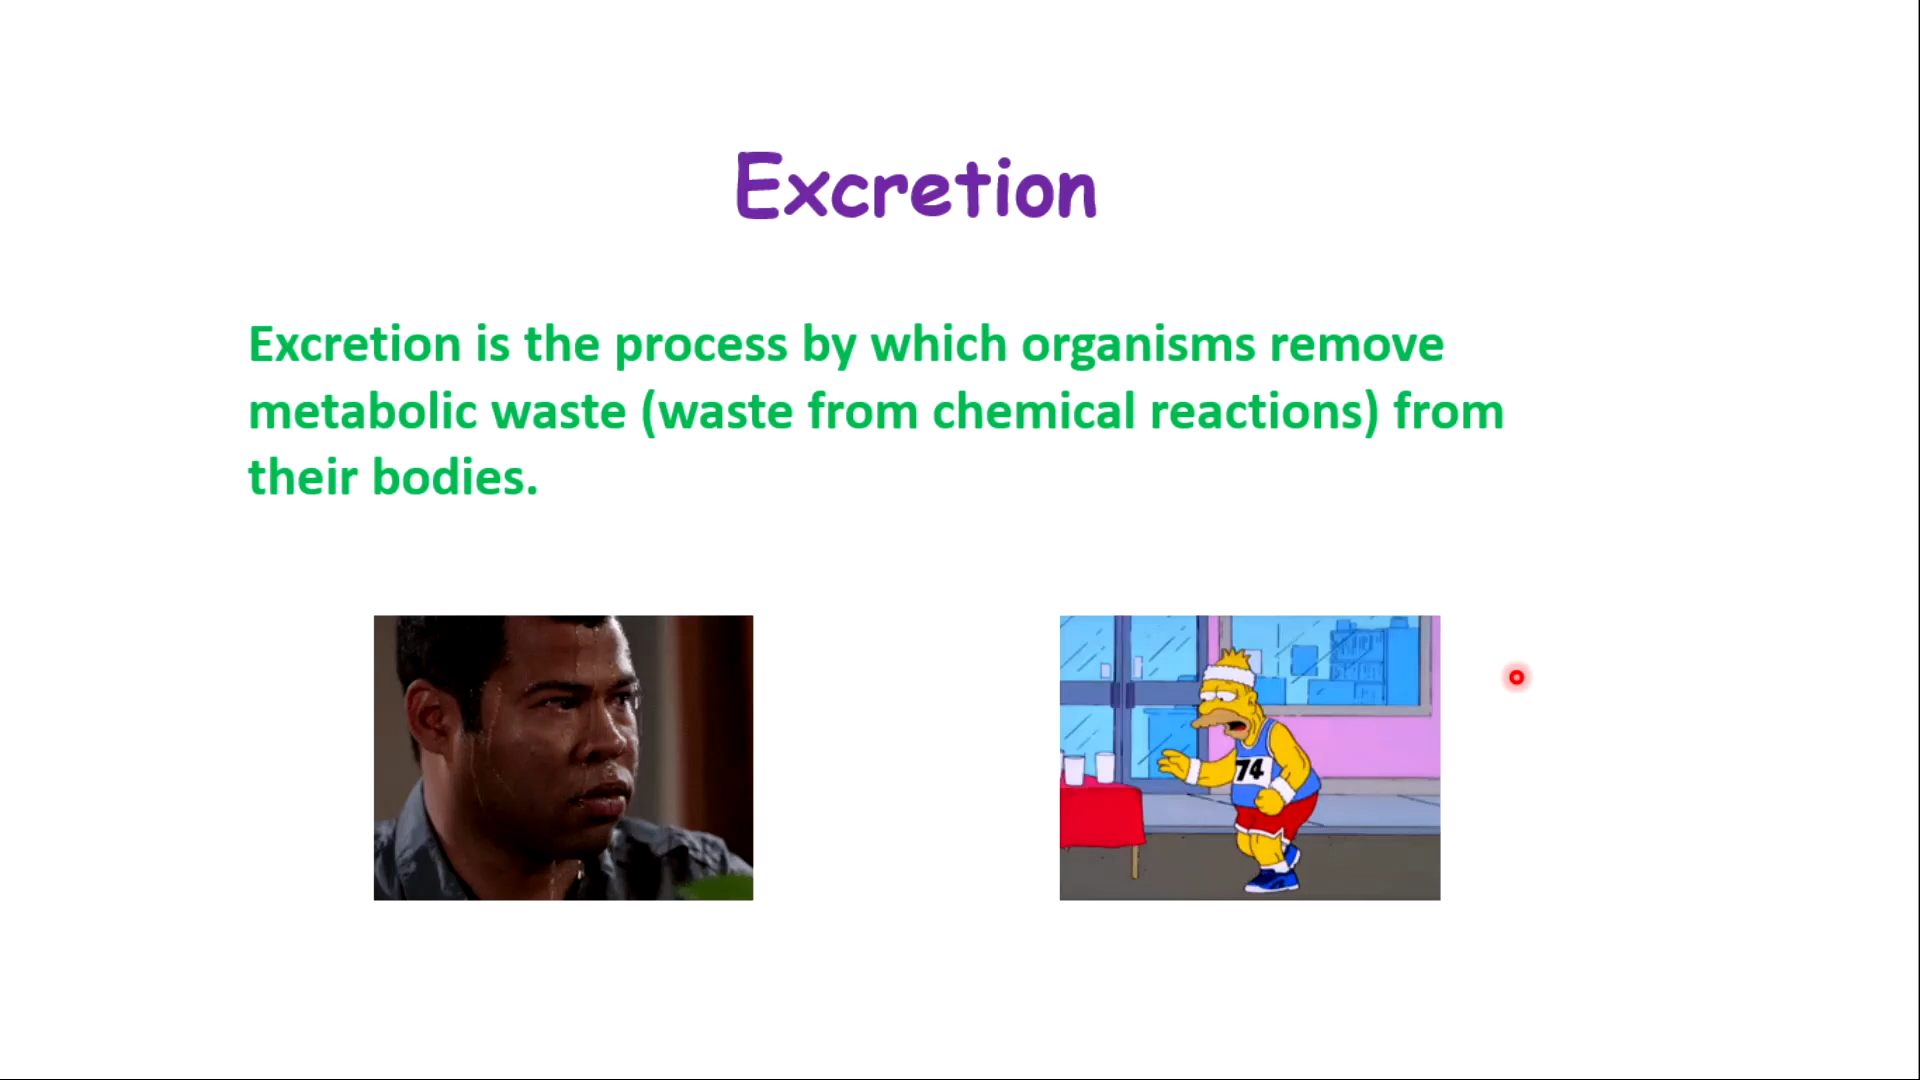 Excretion
Excretion is the process by which organisms remove
metabolic waste (waste from chemical reactions) from
their bodies.
74